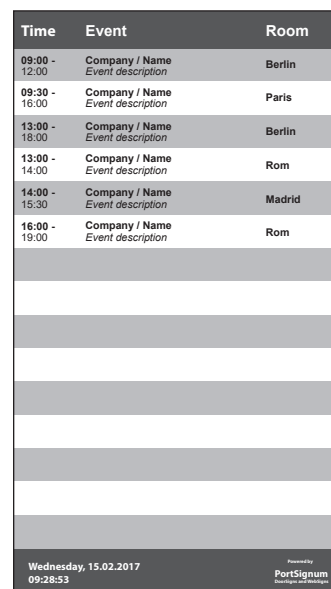 Time Event Room
09:00 - Company / Name Berlin
12:00 Event description
09:30 - Company / Name Paris
16:00 Event description
13:00 - Company / Name Berlin
18:00 Event description
13:00 - Company / Name Rom
14:00 Event description
14:00 - Company / Name Madrid
15:30 Event description
16:00 - Company / Name Rom
19:00 Event description
Wednesday, 15.02.2017
09:28:53
Powered by
PortSignum
DoorSigns and WebSigns